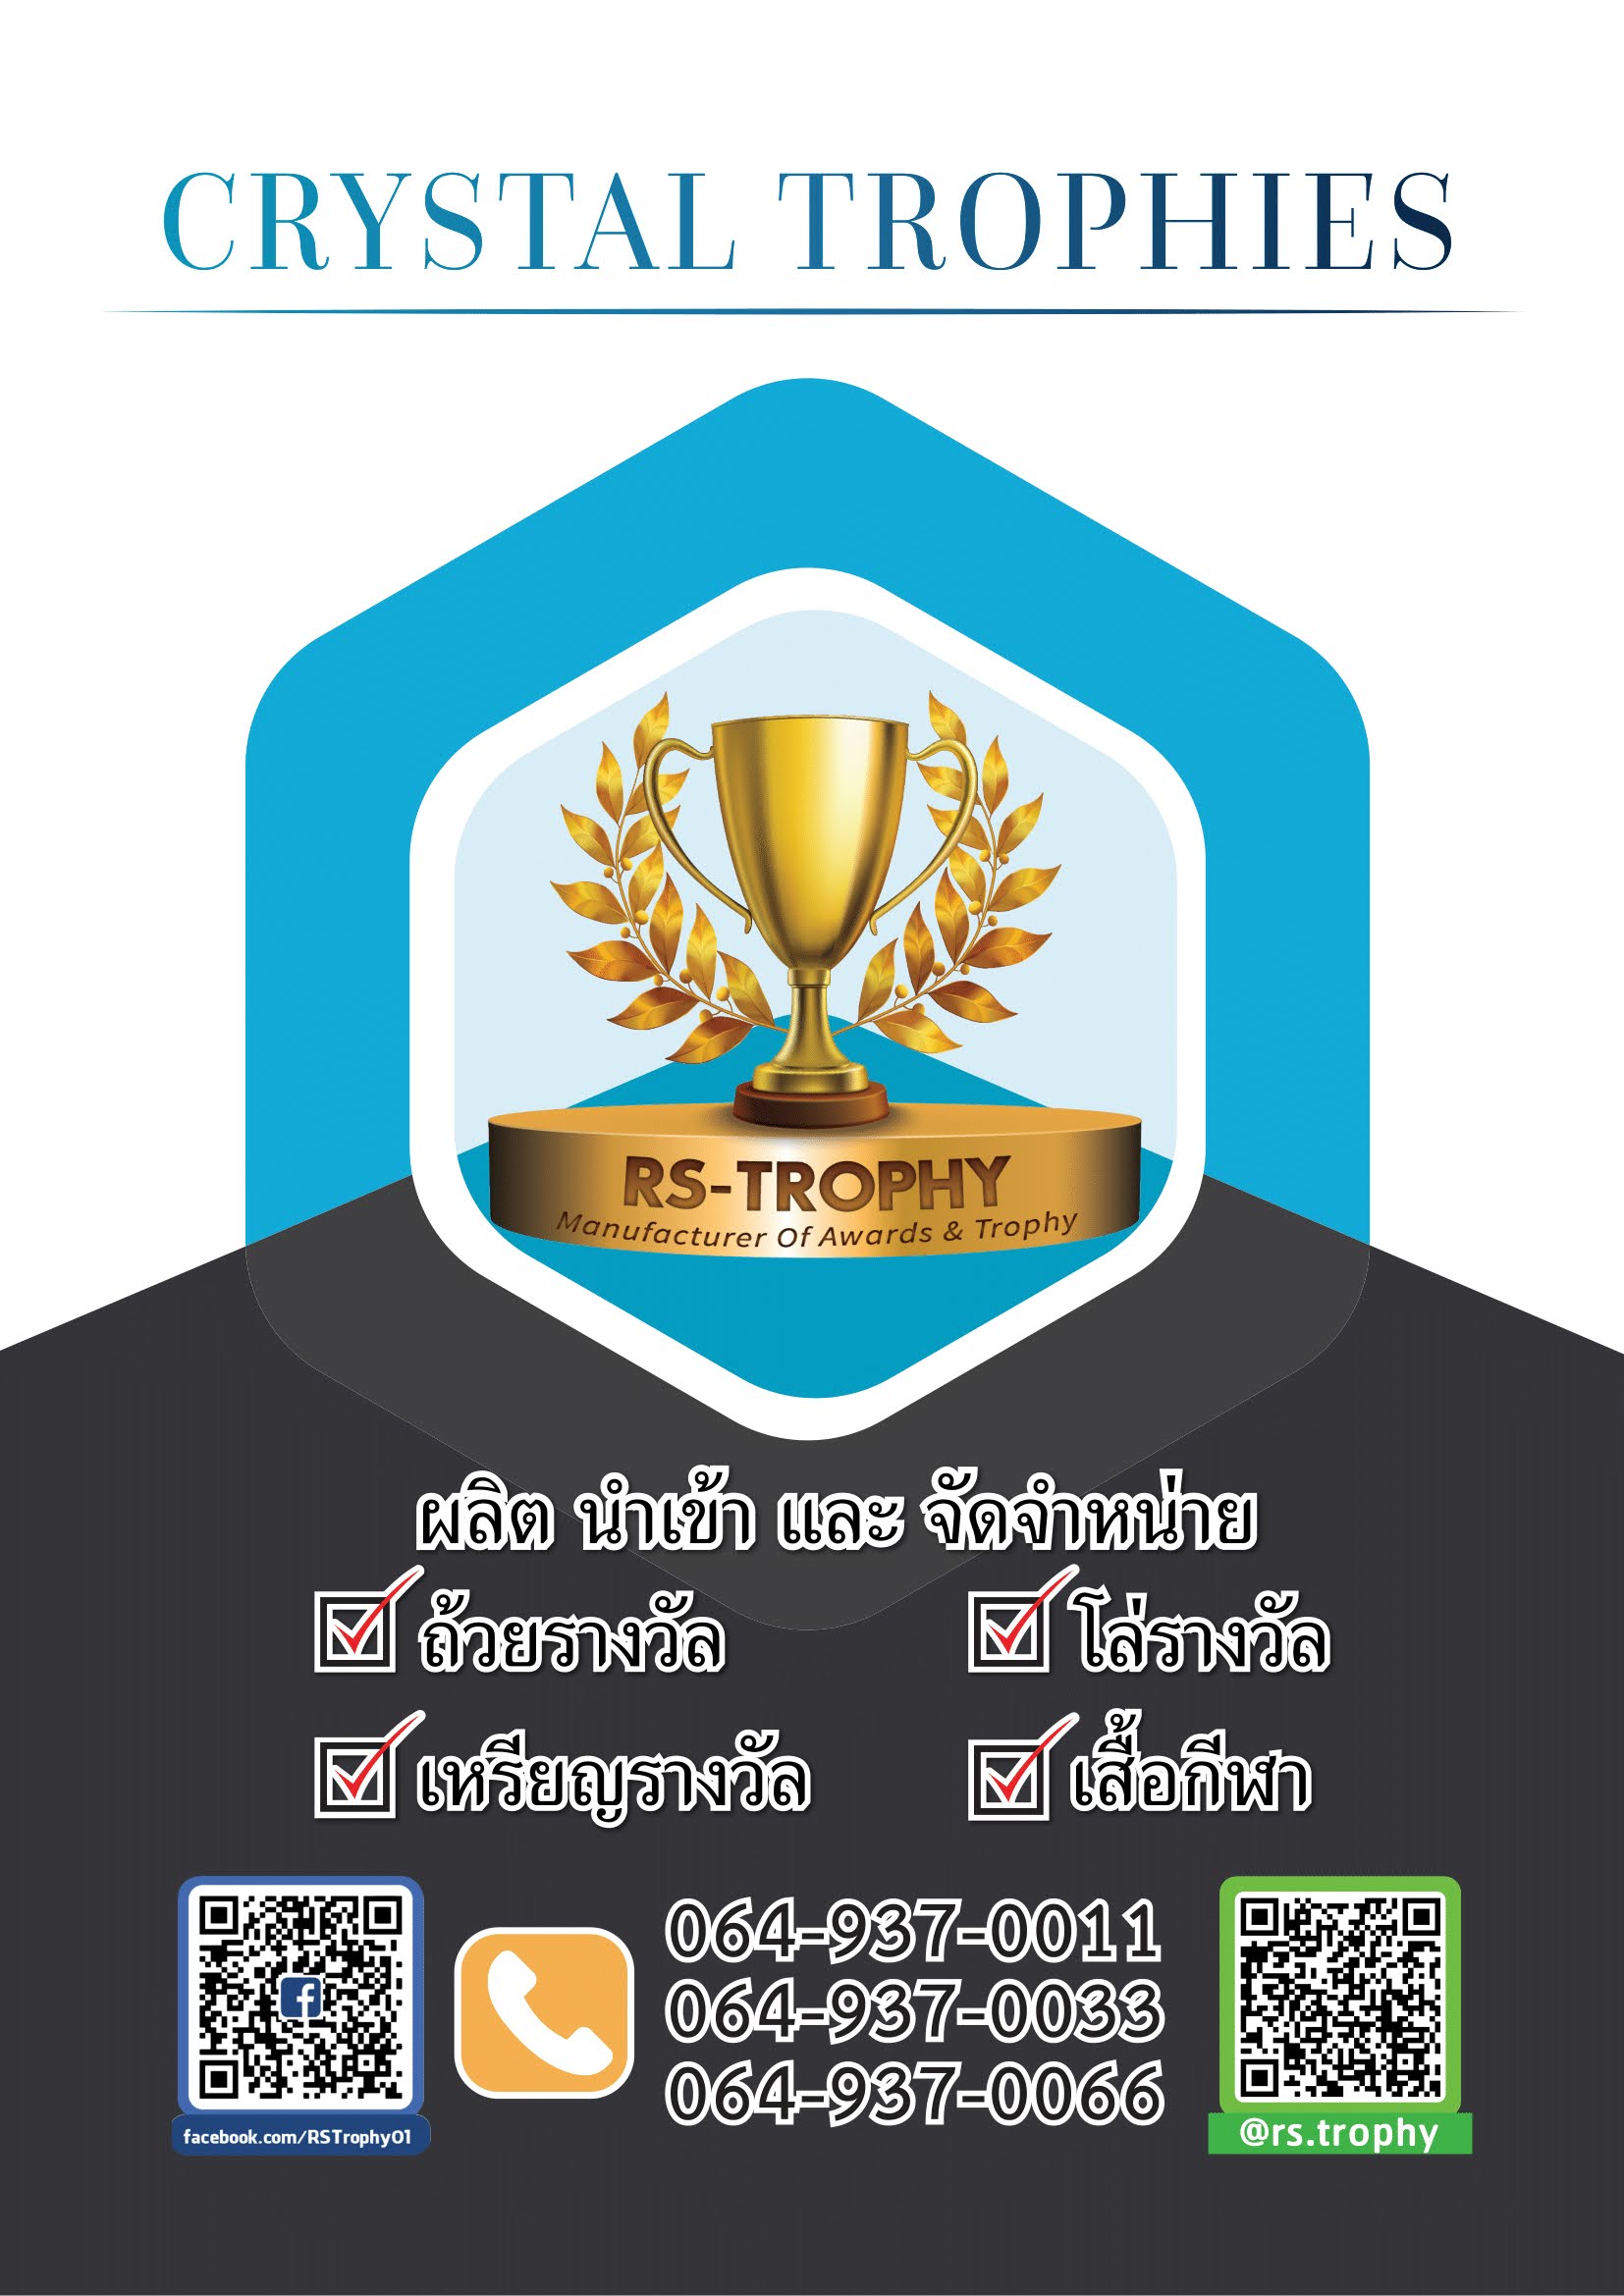 CRYSTAL TROPHIES
RS-TROPHY
Manufacturer Of Awards & Trophy
ผลิต นำเข้า และ จัดจำหน่าย
ถ้วยรางวัล
โล่รางวัล
เหรียญรางวัล
เสื้อกีฬา
064-937-0011
064-937-0033
064-937-0066
facebook.com/RSTrophy01
@rs.trophy